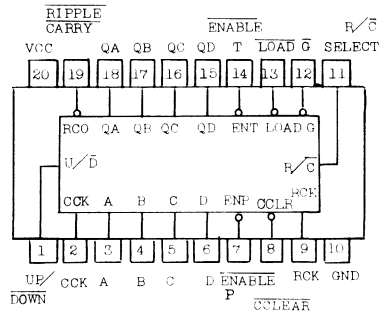 RIPPLE
CARRY
ENABLE
R/C
VCC QA QB QC QD T LOAD G SELECT
20 19 18 17 16 15 14 13 12 11
RCO QA QB QC QD ENT LOAD G
U/D R/C
RCK
CCK A B C D ENP CCLR
1 2 3 4 5 6 7 8 9 10
UP/ CCK A B C D ENABLE RCK GND
DOWN P CCLEAR